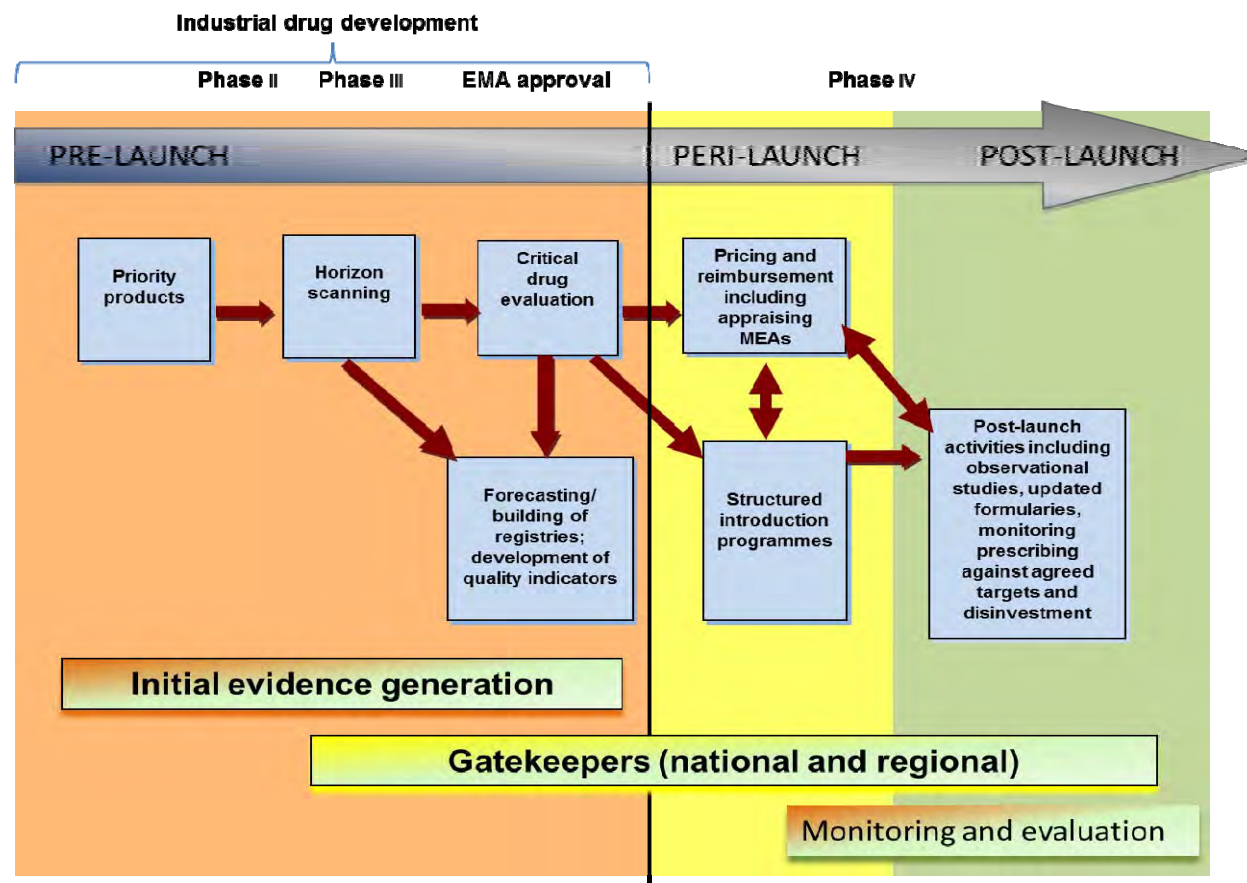 Industrial drug development
Phase II
Phase III
EMA approval
Phase IV
PRE-LAUNCH
PERI-LAUNCH
POST-LAUNCH
Priority
products
Horizon
scanning
Critical
drug
evaluation
Pricing and
reimbursement
including
appraising
MEAs
Forecasting/
building of
registries;
development of
quality indicators
Structured
introduction
programmes
Post-launch
activities including
observational
studies, updated
formularies,
monitoring
prescribing
against agreed
targets and
disinvestment
Initial evidence generation
Gatekeepers (national and regional)
Monitoring and evaluation